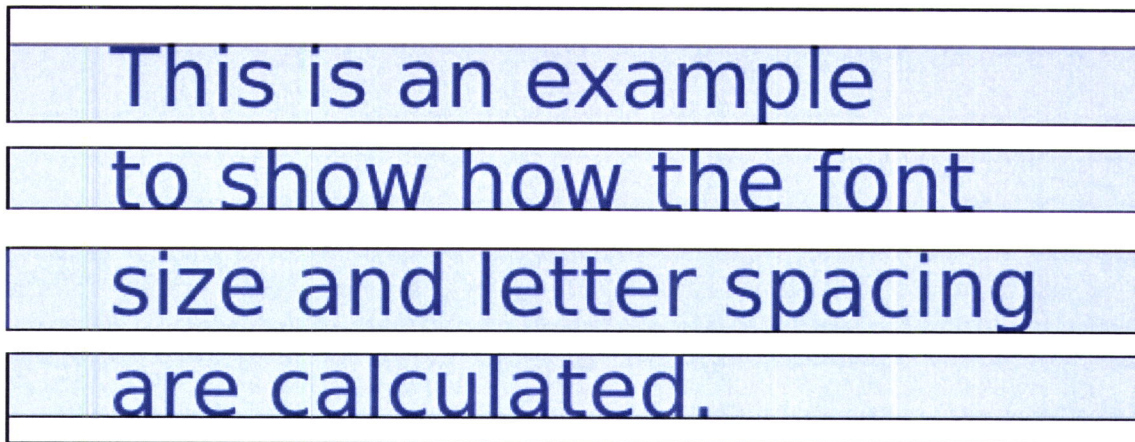 This is an example
to show how the font
size and letter spacing
are calculated.